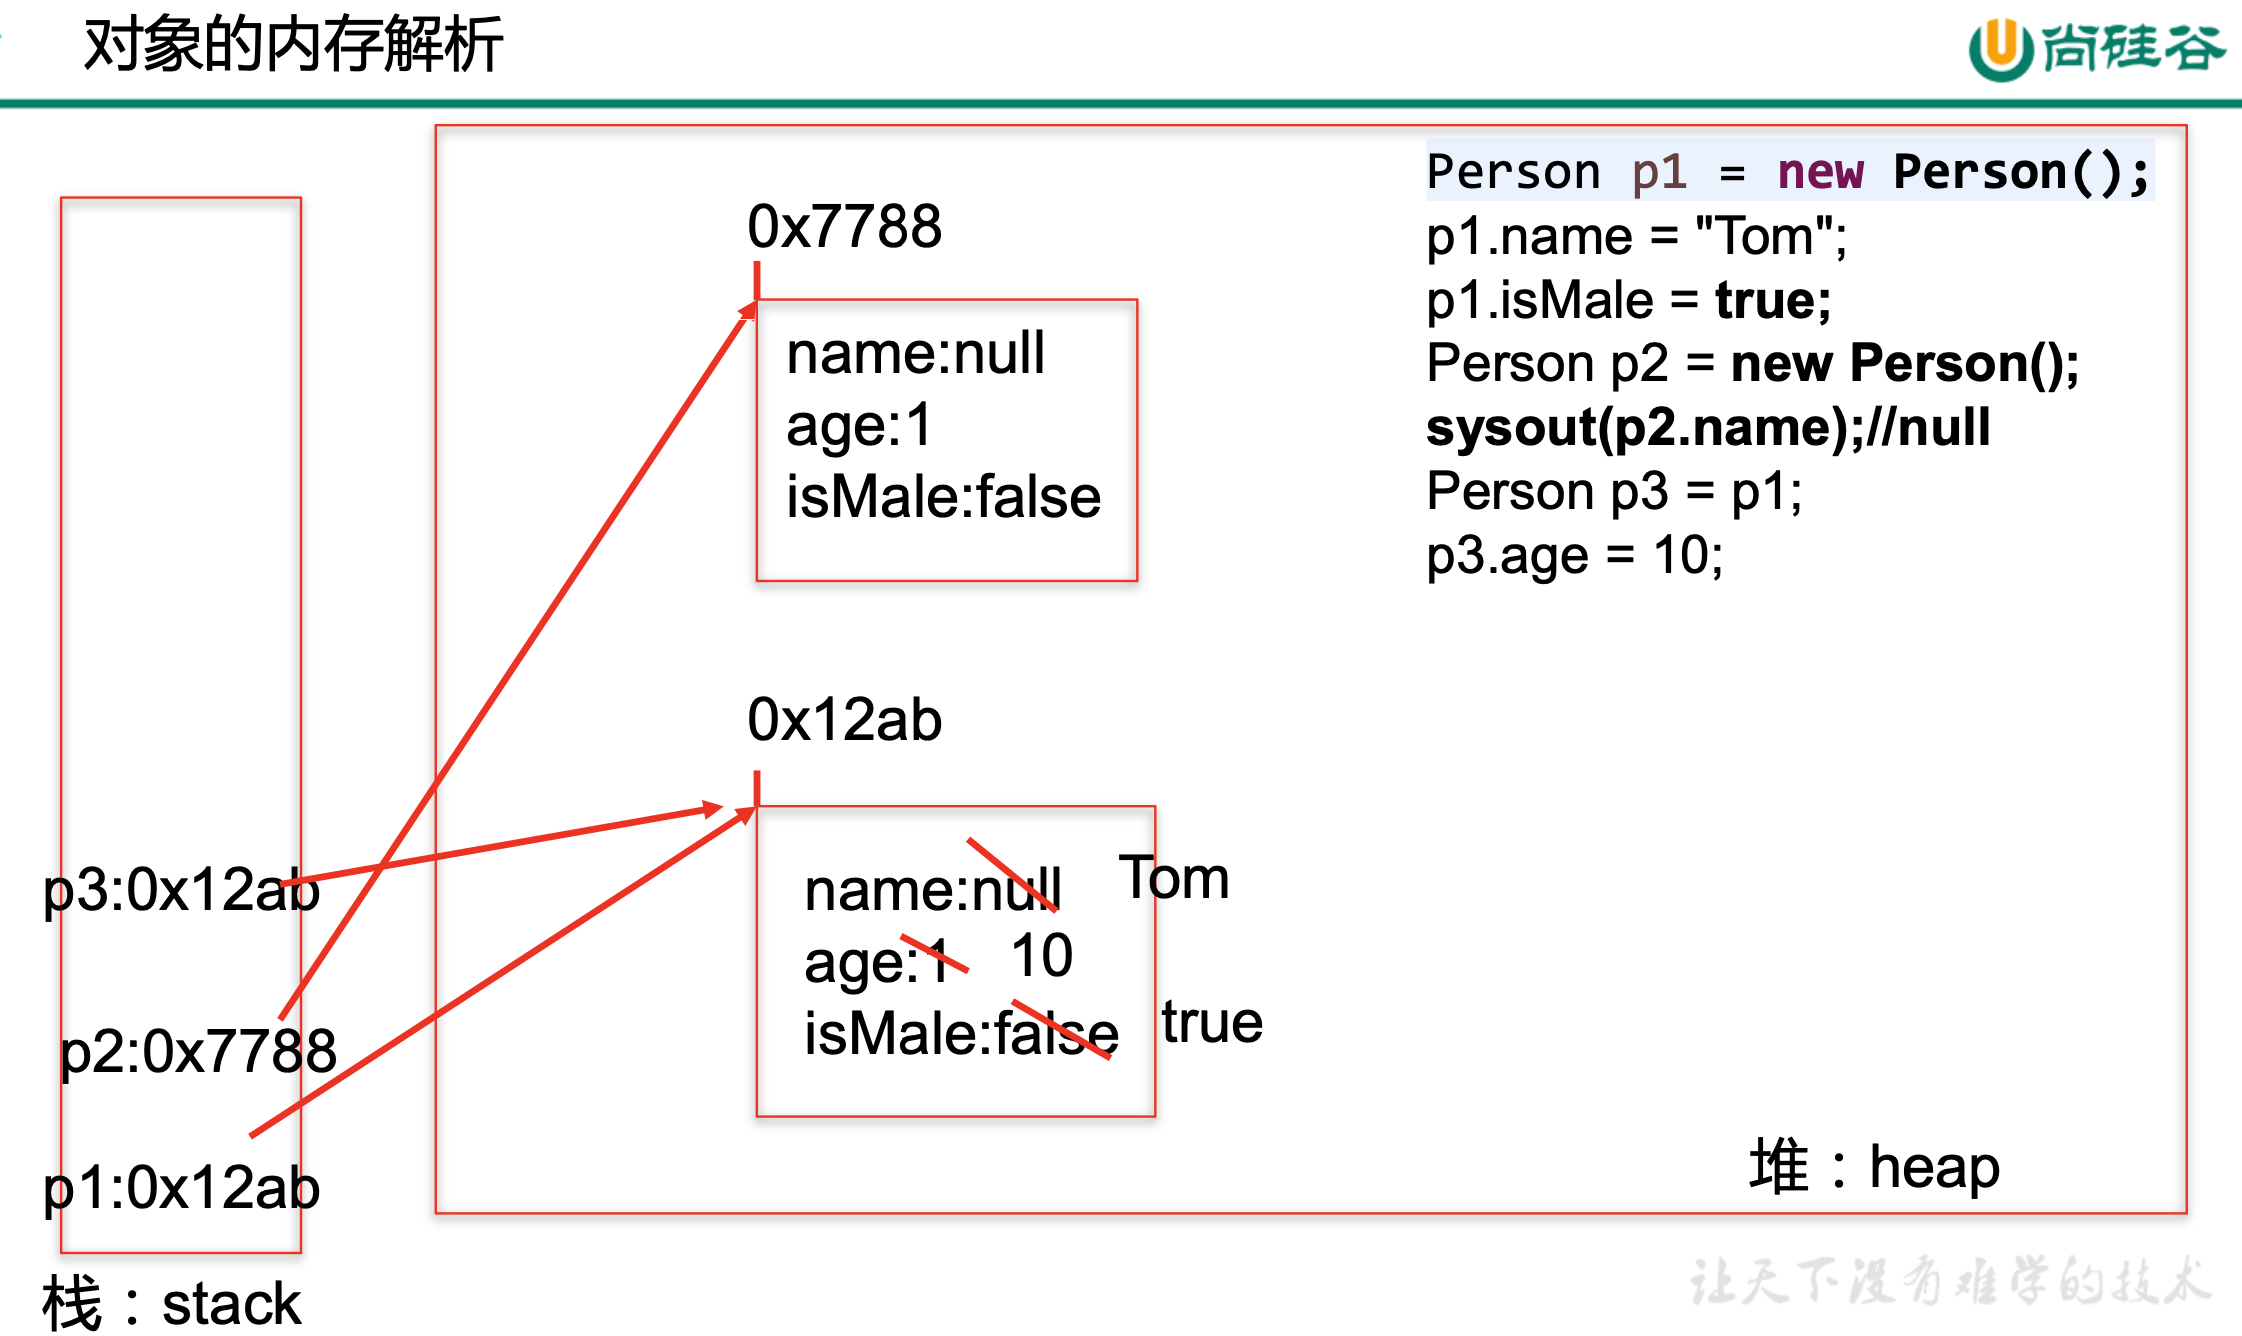 对象的内存解析
尚硅谷
Person p1 = new Person();
p1.name = "Tom";
p1.isMale = true;
Person p2 = new Person();
sysout(p2.name);//null
Person p3 = p1;
p3.age = 10;
0x7788
name:null
age:1
isMale:false
0x12ab
name:null Tom
age:1 10
isMale:false true
p3:0x12ab
p2:0x7788
p1:0x12ab
堆：heap
栈：stack
让天下没有难学的技术